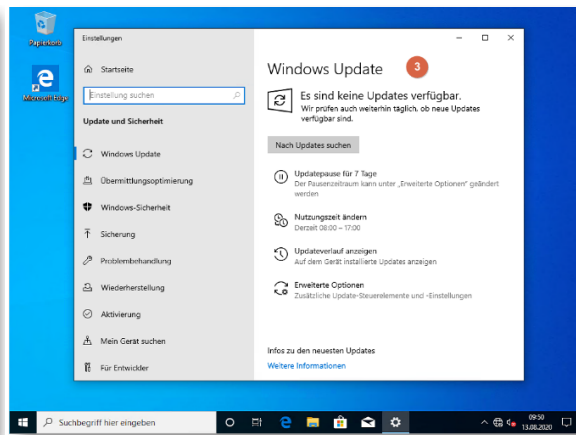 Papierkorb
Microsoft Edge
Einstellungen
Startseite
Einstellung suchen
Update und Sicherheit
Windows Update
Übermittlungsoptimierung
Windows-Sicherheit
Sicherung
Problembehandlung
Wiederherstellung
Aktivierung
Mein Gerät suchen
Für Entwickler
Windows Update
3
Es sind keine Updates verfügbar.
Wir prüfen auch weiterhin täglich, ob neue Updates
verfügbar sind.
Nach Updates suchen
Updatepause für 7 Tage
Der Pausenzeitraum kann unter „Erweiterte Optionen" geändert
werden
Nutzungszeit ändern
Derzeit 08:00 – 17:00
Updateverlauf anzeigen
Auf dem Gerät installierte Updates anzeigen
Erweiterte Optionen
Zusätzliche Update-Steuerelemente und -Einstellungen
Infos zu den neuesten Updates
Weitere Informationen
Suchbegriff hier eingeben
09:50
13.08.2020